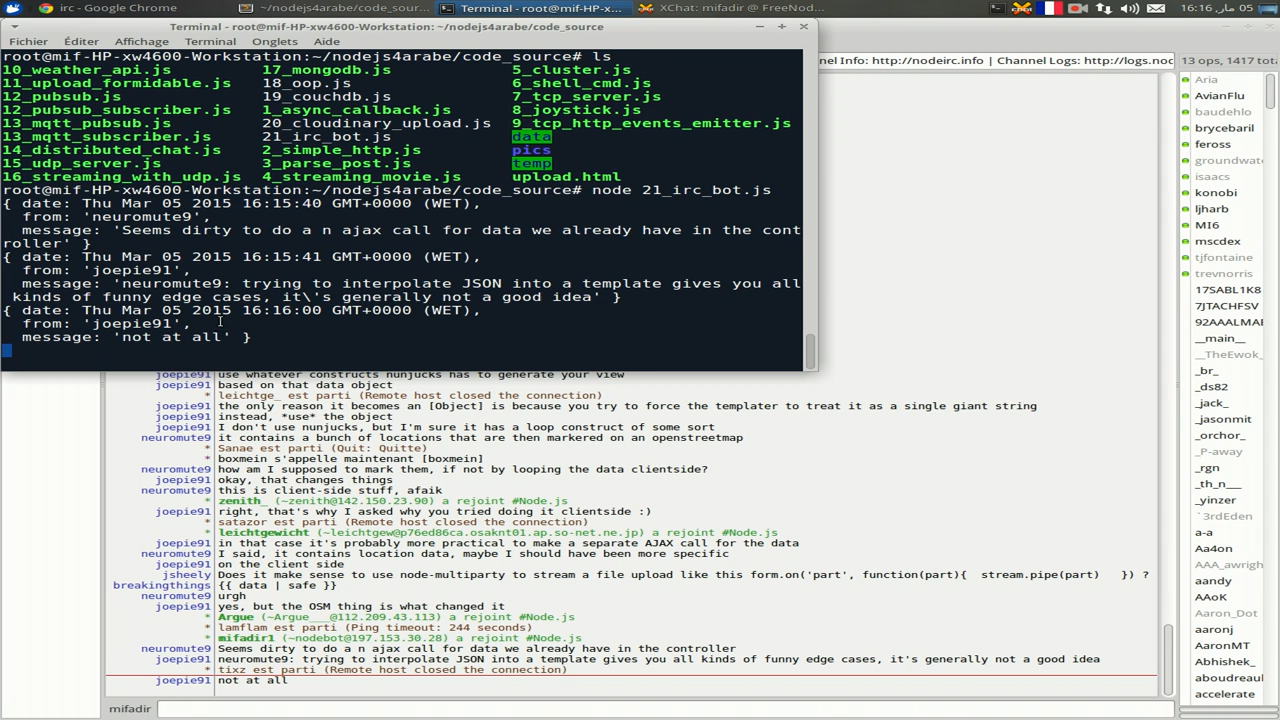 irc - Google Chrome
~/nodejs4arabe/code_sour...
Terminal - root@mif-HP-xw4600-W...
XChat: mifadir @ FreeNod...
16:16 ,مار 05
Terminal - root@mif-HP-xw4600-Workstation: ~/nodejs4arabe/code_source
Fichier Éditer Affichage Terminal Onglets Aide
root@mif-HP-xw4600-Workstation:~/nodejs4arabe/code_source# ls
10_weather_api.js 17_mongodb.js 5_cluster.js
11_upload_formidable.js 18_oop.js 6_shell_cmd.js
12_pubsub.js 19_couchdb.js 7_tcp_server.js
12_pubsub_subscriber.js 1_async_callback.js 8_joystick.js
13_mqtt_pubsub.js 20_cloudinary_upload.js 9_tcp_http_events_emitter.js
13_mqtt_subscriber.js 21_irc_bot.js data
14_distributed_chat.js 2_simple_http.js pics
15_udp_server.js 3_parse_post.js temp
16_streaming_with_udp.js 4_streaming_movie.js upload.html
root@mif-HP-xw4600-Workstation:~/nodejs4arabe/code_source# node 21_irc_bot.js
{ date: Thu Mar 05 2015 16:15:40 GMT+0000 (WET),
from: 'neuromute9',
message: 'Seems dirty to do a n ajax call for data we already have in the cont
roller' }
{ date: Thu Mar 05 2015 16:15:41 GMT+0000 (WET),
from: 'joepie91',
message: 'neuromute9: trying to interpolate JSON into a template gives you all
kinds of funny edge cases, it\'s generally not a good idea' }
{ date: Thu Mar 05 2015 16:16:00 GMT+0000 (WET),
from: 'joepie91',
message: 'not at all' }
nel Info: http://nodeirc.info | Channel Logs: http://logs.noc
joepie91 use whatever constructs nunjucks has to generate your view
joepie91 based on that data object
* leichtge_ est parti (Remote host closed the connection)
joepie91 the only reason it becomes an [Object] is because you try to force the templater to treat it as a single giant string
joepie91 instead, *use* the object
joepie91 I don't use nunjucks, but I'm sure it has a loop construct of some sort
neuromute9 it contains a bunch of locations that are then markered on an openstreetmap
* Sanae est parti (Quit: Quitte)
* boxmein s'appelle maintenant [boxmein]
neuromute9 how am I supposed to mark them, if not by looping the data clientside?
joepie91 okay, that changes things
neuromute9 this is client-side stuff, afaik
* zenith_ (~zenith@142.150.23.90) a rejoint #Node.js
joepie91 right, that's why I asked why you tried doing it clientside :)
* satazor est parti (Remote host closed the connection)
* leichtgewicht (~leichtgew@p76ed86ca.osaknt01.ap.so-net.ne.jp) a rejoint #Node.js
joepie91 in that case it's probably more practical to make a separate AJAX call for the data
neuromute9 I said, it contains location data, maybe I should have been more specific
joepie91 on the client side
jsheely Does it make sense to use node-multiparty to stream a file upload like this form.on('part', function(part){ stream.pipe(part) }) ?
breakingthings {{ data | safe }}
neuromute9 urgh
joepie91 yes, but the OSM thing is what changed it
* Argue (~Argue___@112.209.43.113) a rejoint #Node.js
* lamflam est parti (Ping timeout: 244 seconds)
* mifadir1 (~nodebot@197.153.30.28) a rejoint #Node.js
neuromute9 Seems dirty to do a n ajax call for data we already have in the controller
joepie91 neuromute9: trying to interpolate JSON into a template gives you all kinds of funny edge cases, it's generally not a good idea
* tixz est parti (Remote host closed the connection)
joepie91 not at all
mifadir
13 ops, 1417 tota
Aria
AvianFlu
baudehlo
brycebaril
feross
groundwate
isaacs
konobi
ljharb
MI6
mscdex
tjfontaine
trevnorris
17SABL1K8
7JTACHFSV
92AAALMAE
__main__
__TheEwok_
_br_
_ds82
_jack_
_jasonmit
_orchor_
_P-away
_rgn
_th_n___
_yinzer
`3rdEden
a-a
Aa4on
AAA_awrigh
aandy
AAoK
Aaron_Dot
aaronj
AaronMT
Abhishek_
aboudreaul
accelerate